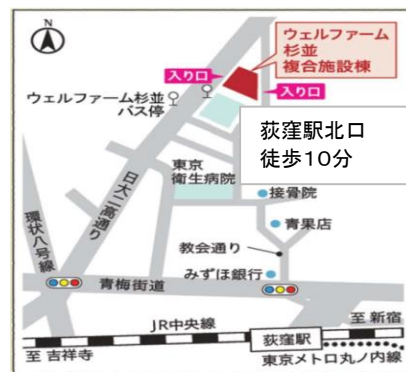 N
ウェルファーム
杉並
複合施設棟
入り口
入り口
ウェルファーム杉並
バス停
荻窪駅北口
徒歩10分
東京
衛生病院
接骨院
日大二高通り
青果店
環状八号線
教会通り
みずほ銀行
青梅街道
JR中央線
至 新宿
荻窪駅
至 吉祥寺
東京メトロ丸ノ内線